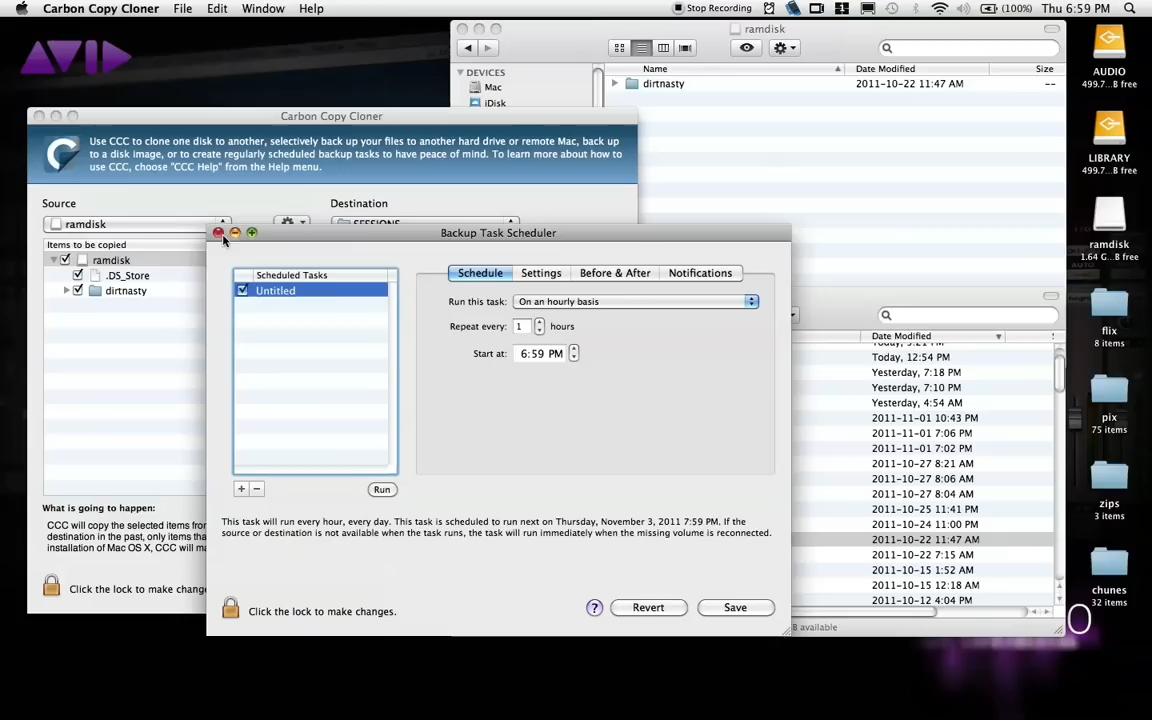 Carbon Copy Cloner File Edit Window Help
Stop Recording 1 (100%) Thu 6:59 PM
AVID
ramdisk
DEVICES
Mac
iDisk
Name Date Modified Size
dirtnasty 2011-10-22 11:47 AM --
Carbon Copy Cloner
Use CCC to clone one disk to another, selectively back up your files to another hard drive or remote Mac, back up
to a disk image, or to create regularly scheduled backup tasks to have peace of mind. To learn more about how to
use CCC, choose "CCC Help" from the Help menu.
Source Destination
ramdisk SESSIONS
Items to be copied
ramdisk
.DS_Store
dirtnasty
What is going to happen:
CCC will copy the selected items from
destination in the past, only items tha
installation of Mac OS X, CCC will ma
Click the lock to make change
Backup Task Scheduler
Scheduled Tasks
Untitled
Schedule Settings Before & After Notifications
Run this task: On an hourly basis
Repeat every: 1 hours
Start at: 6:59 PM
+ − Run
This task will run every hour, every day. This task is scheduled to run next on Thursday, November 3, 2011 7:59 PM. If the
source or destination is not available when the task runs, the task will run immediately when the missing volume is reconnected.
Click the lock to make changes.
? Revert Save
Date Modified
Today, 12:54 PM
Yesterday, 7:18 PM
Yesterday, 7:10 PM
Yesterday, 4:54 AM
2011-11-01 10:43 PM
2011-11-01 7:06 PM
2011-11-01 7:02 PM
2011-10-27 8:21 AM
2011-10-27 8:06 AM
2011-10-27 8:04 AM
2011-10-25 11:41 PM
2011-10-24 11:00 PM
2011-10-22 11:47 AM
2011-10-22 7:15 AM
2011-10-15 1:52 AM
2011-10-15 12:18 AM
2011-10-12 4:04 PM
B available
AUDIO
499.7...B free
LIBRARY
499.7...B free
ramdisk
1.64 G...B free
flix
8 items
pix
75 items
zips
3 items
chunes
32 items